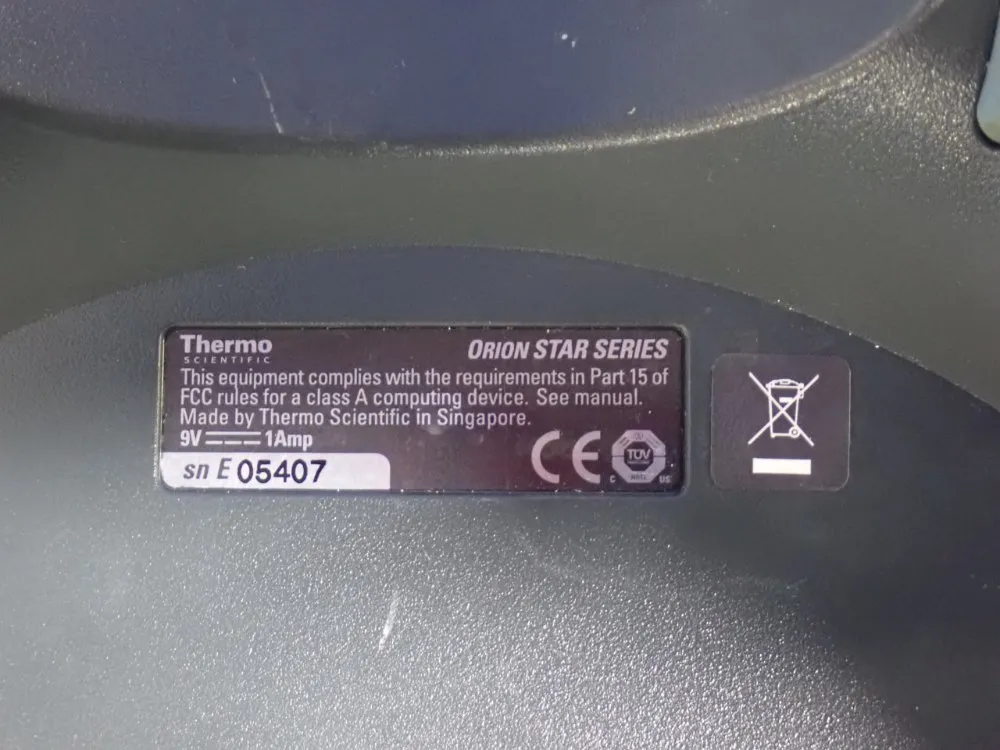 Thermo
SCIENTIFIC
ORION STAR SERIES
This equipment complies with the requirements in Part 15 of
FCC rules for a class A computing device. See manual.
Made by Thermo Scientific in Singapore.
9V 1Amp
sn E 05407
CE
TÜV
C US